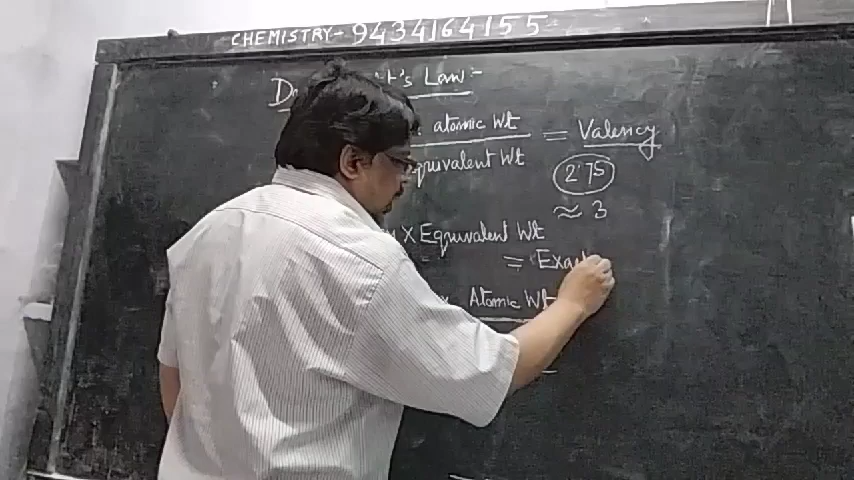 CHEMISTRY- 9434164155
Law :-
atomic Wt = Valency
Equivalent Wt
2.75
≈ 3
X Equivalent Wt
= Exa
Atomic Wt